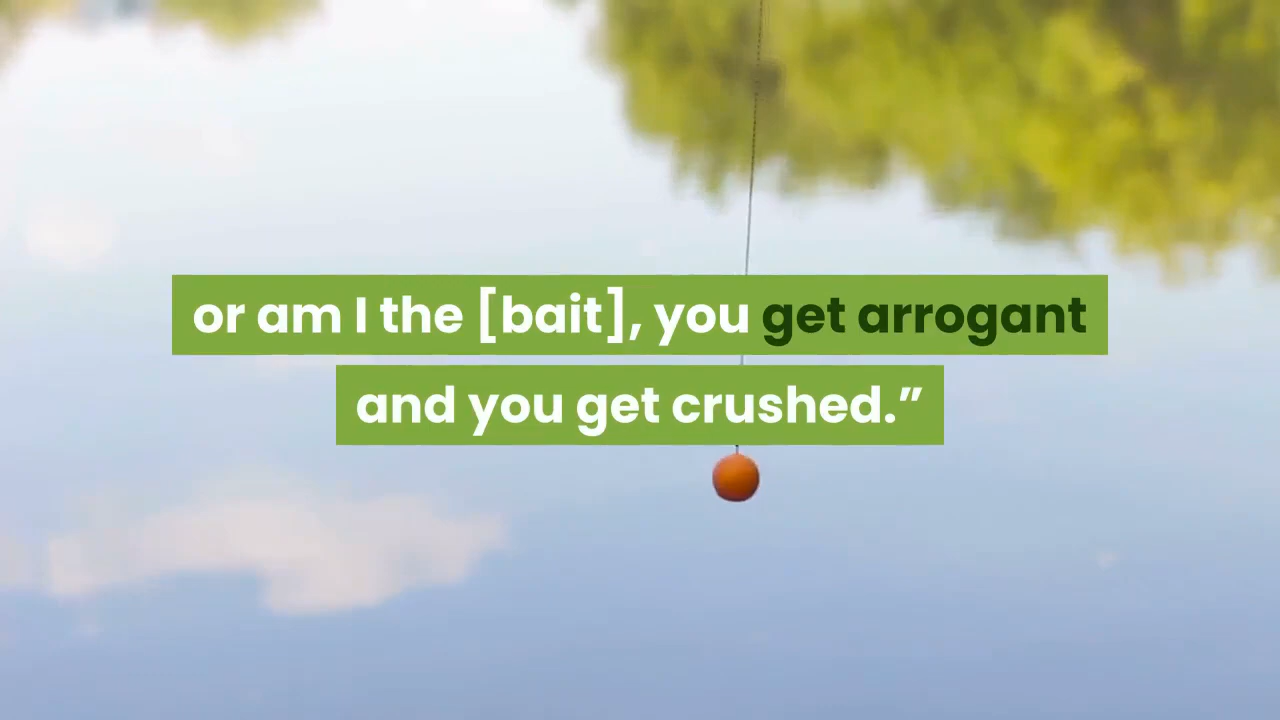 or am I the [bait], you get arrogant
and you get crushed.”